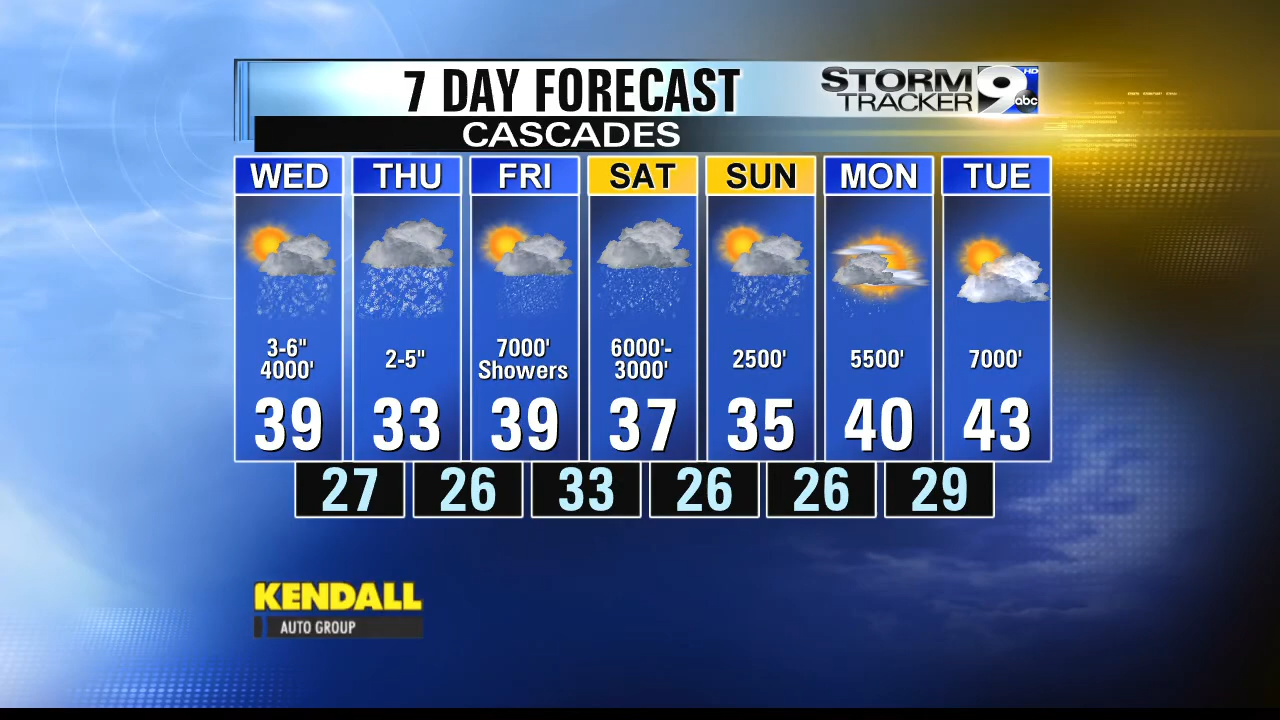 7 DAY FORECAST
STORM
TRACKER
9
HD
abc
CASCADES
WED THU FRI SAT SUN MON TUE
3-6"
4000'
2-5"
7000'
Showers
6000'-
3000'
2500'
5500'
7000'
39 33 39 37 35 40 43
27 26 33 26 26 29
KENDALL
AUTO GROUP